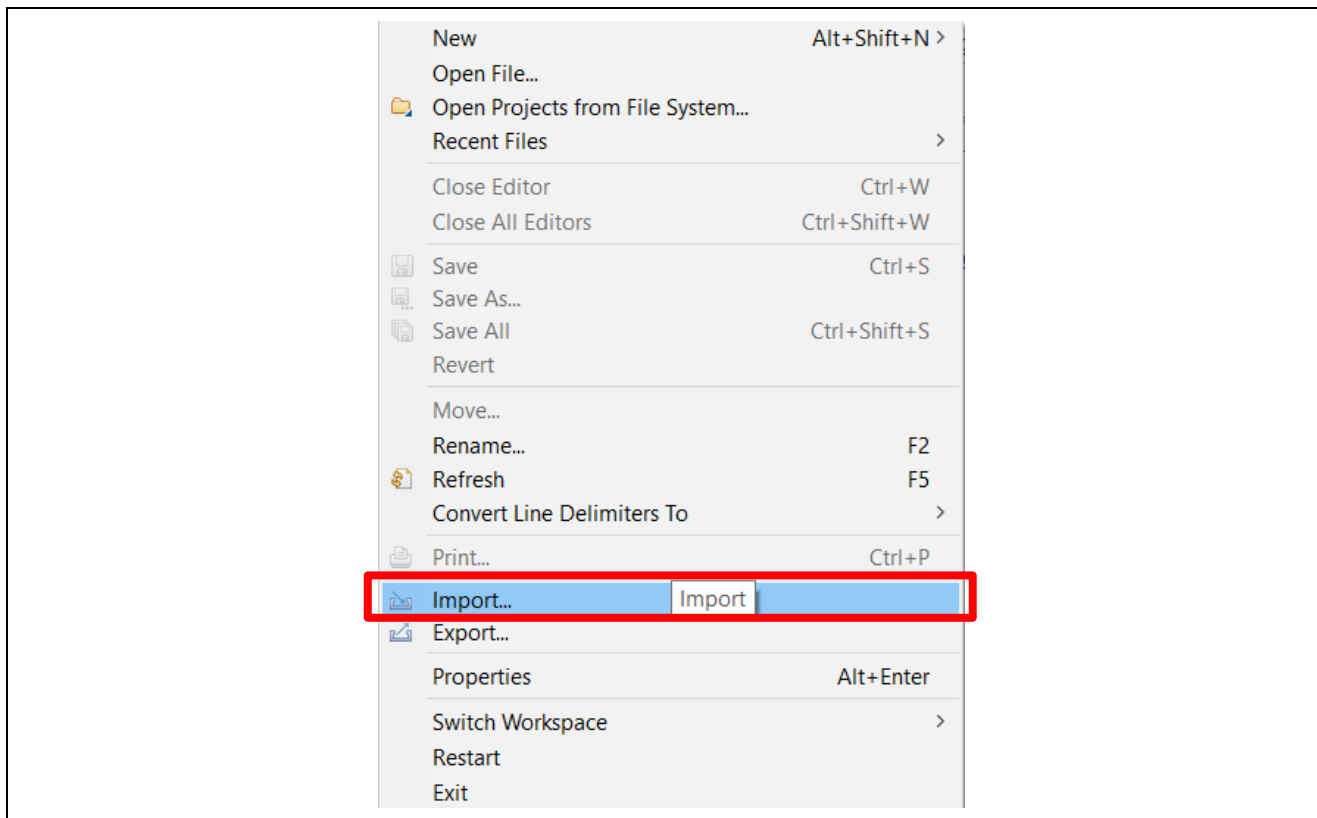 New Alt+Shift+N >
Open File...
Open Projects from File System...
Recent Files >
Close Editor Ctrl+W
Close All Editors Ctrl+Shift+W
Save Ctrl+S
Save As...
Save All Ctrl+Shift+S
Revert
Move...
Rename... F2
Refresh F5
Convert Line Delimiters To >
Print... Ctrl+P
Import... Import
Export...
Properties Alt+Enter
Switch Workspace >
Restart
Exit